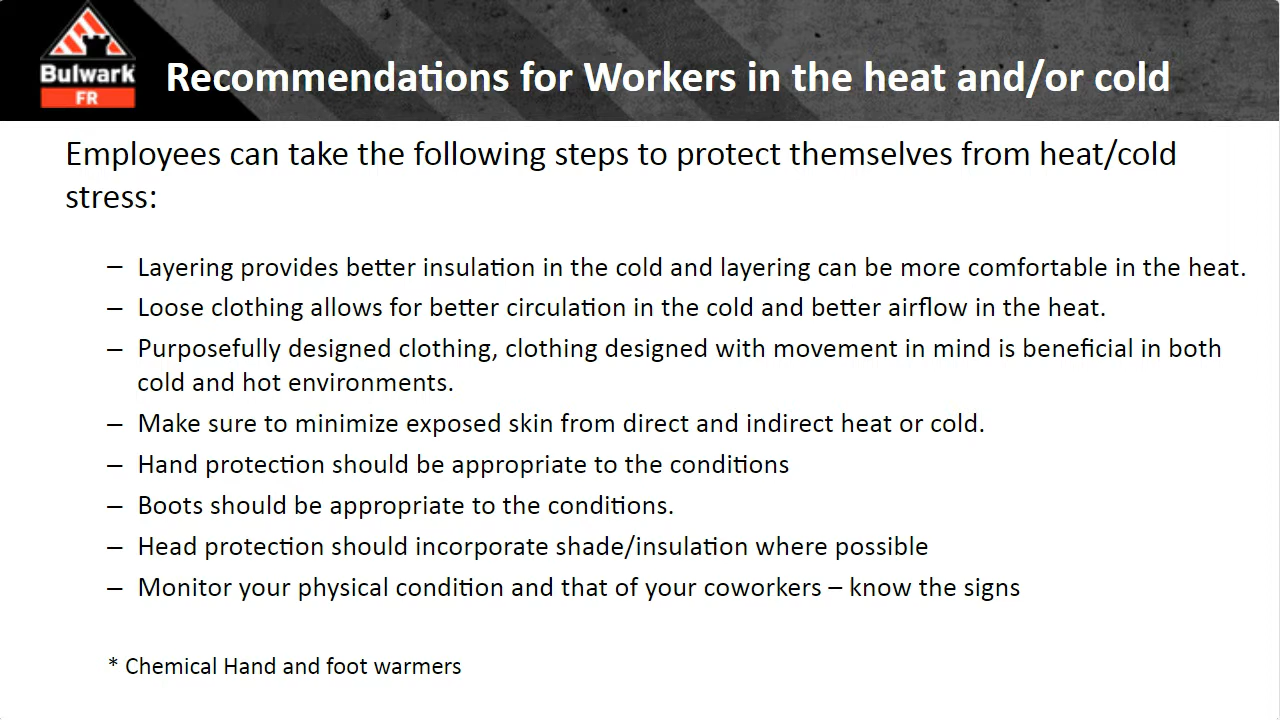 Bulwark
FR
Recommendations for Workers in the heat and/or cold
Employees can take the following steps to protect themselves from heat/cold
stress:
– Layering provides better insulation in the cold and layering can be more comfortable in the heat.
– Loose clothing allows for better circulation in the cold and better airflow in the heat.
– Purposefully designed clothing, clothing designed with movement in mind is beneficial in both
cold and hot environments.
– Make sure to minimize exposed skin from direct and indirect heat or cold.
– Hand protection should be appropriate to the conditions
– Boots should be appropriate to the conditions.
– Head protection should incorporate shade/insulation where possible
– Monitor your physical condition and that of your coworkers – know the signs
* Chemical Hand and foot warmers